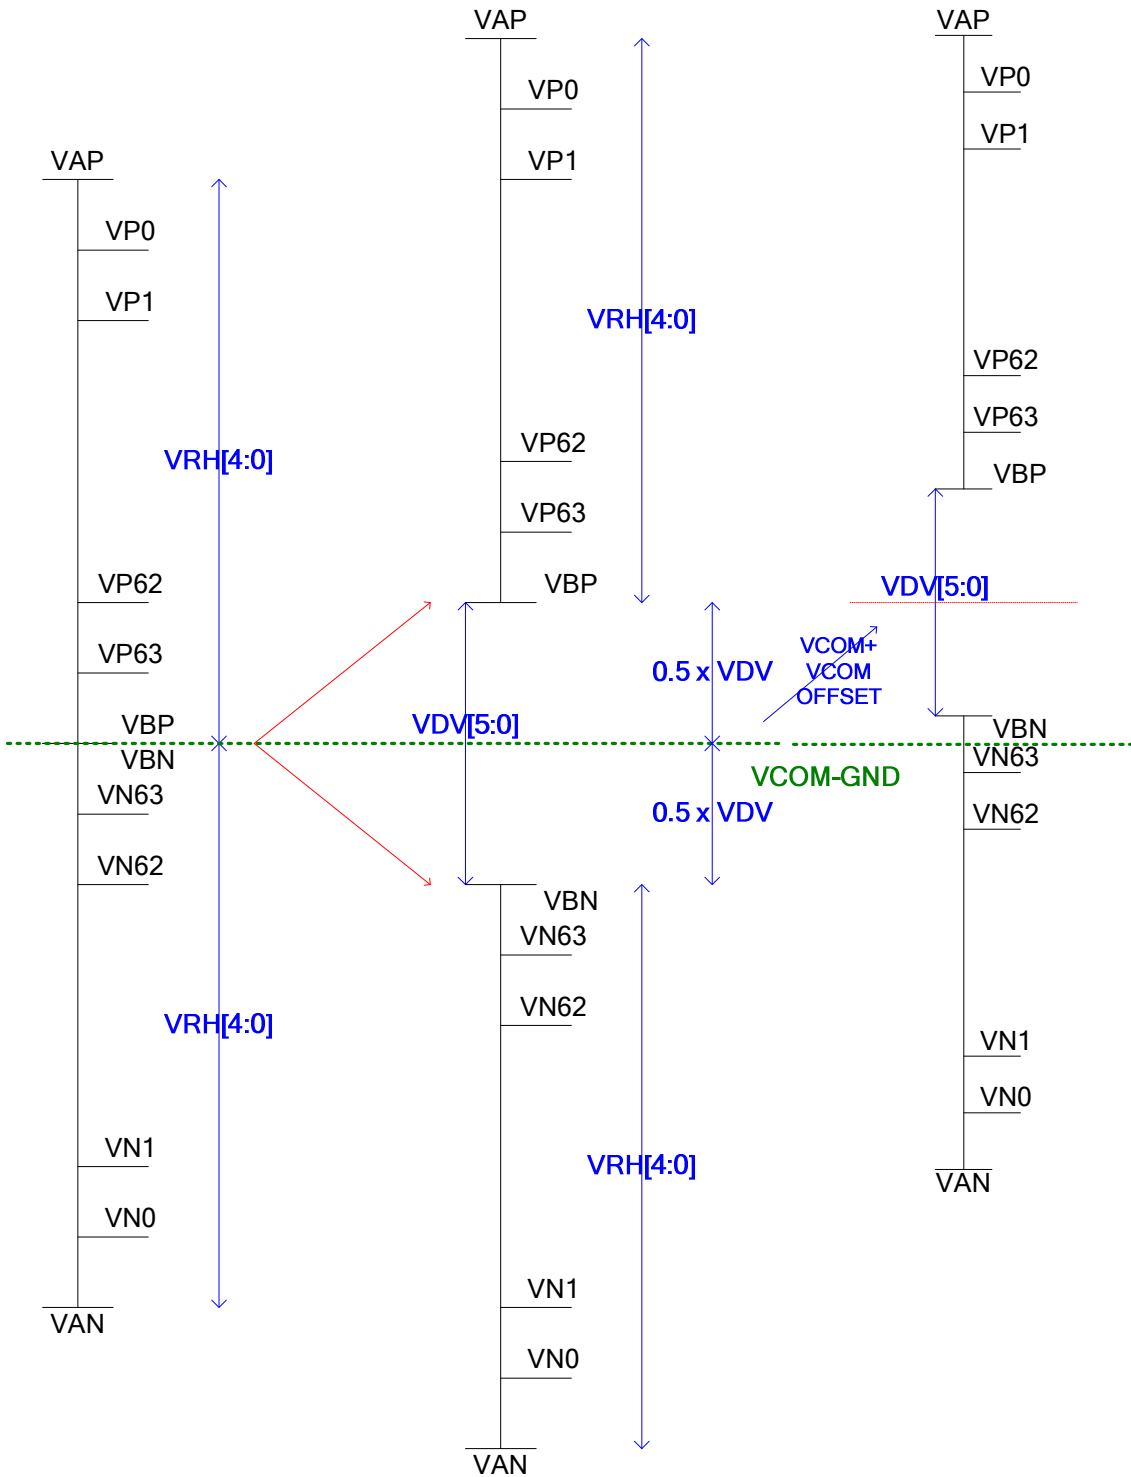 VAP
VP0
VP1
VRH[4:0]
VP62
VP63
VBP
VBN
VN63
VN62
VRH[4:0]
VN1
VN0
VAN
VAP
VP0
VP1
VRH[4:0]
VP62
VP63
VBP
0.5 x VDV
VDV[5:0]
0.5 x VDV
VBN
VN63
VN62
VRH[4:0]
VN1
VN0
VAN
VAP
VP0
VP1
VP62
VP63
VBP
VDV[5:0]
VCOM+
VCOM
OFFSET
VBN
VCOM-GND
VN63
VN62
VN1
VN0
VAN